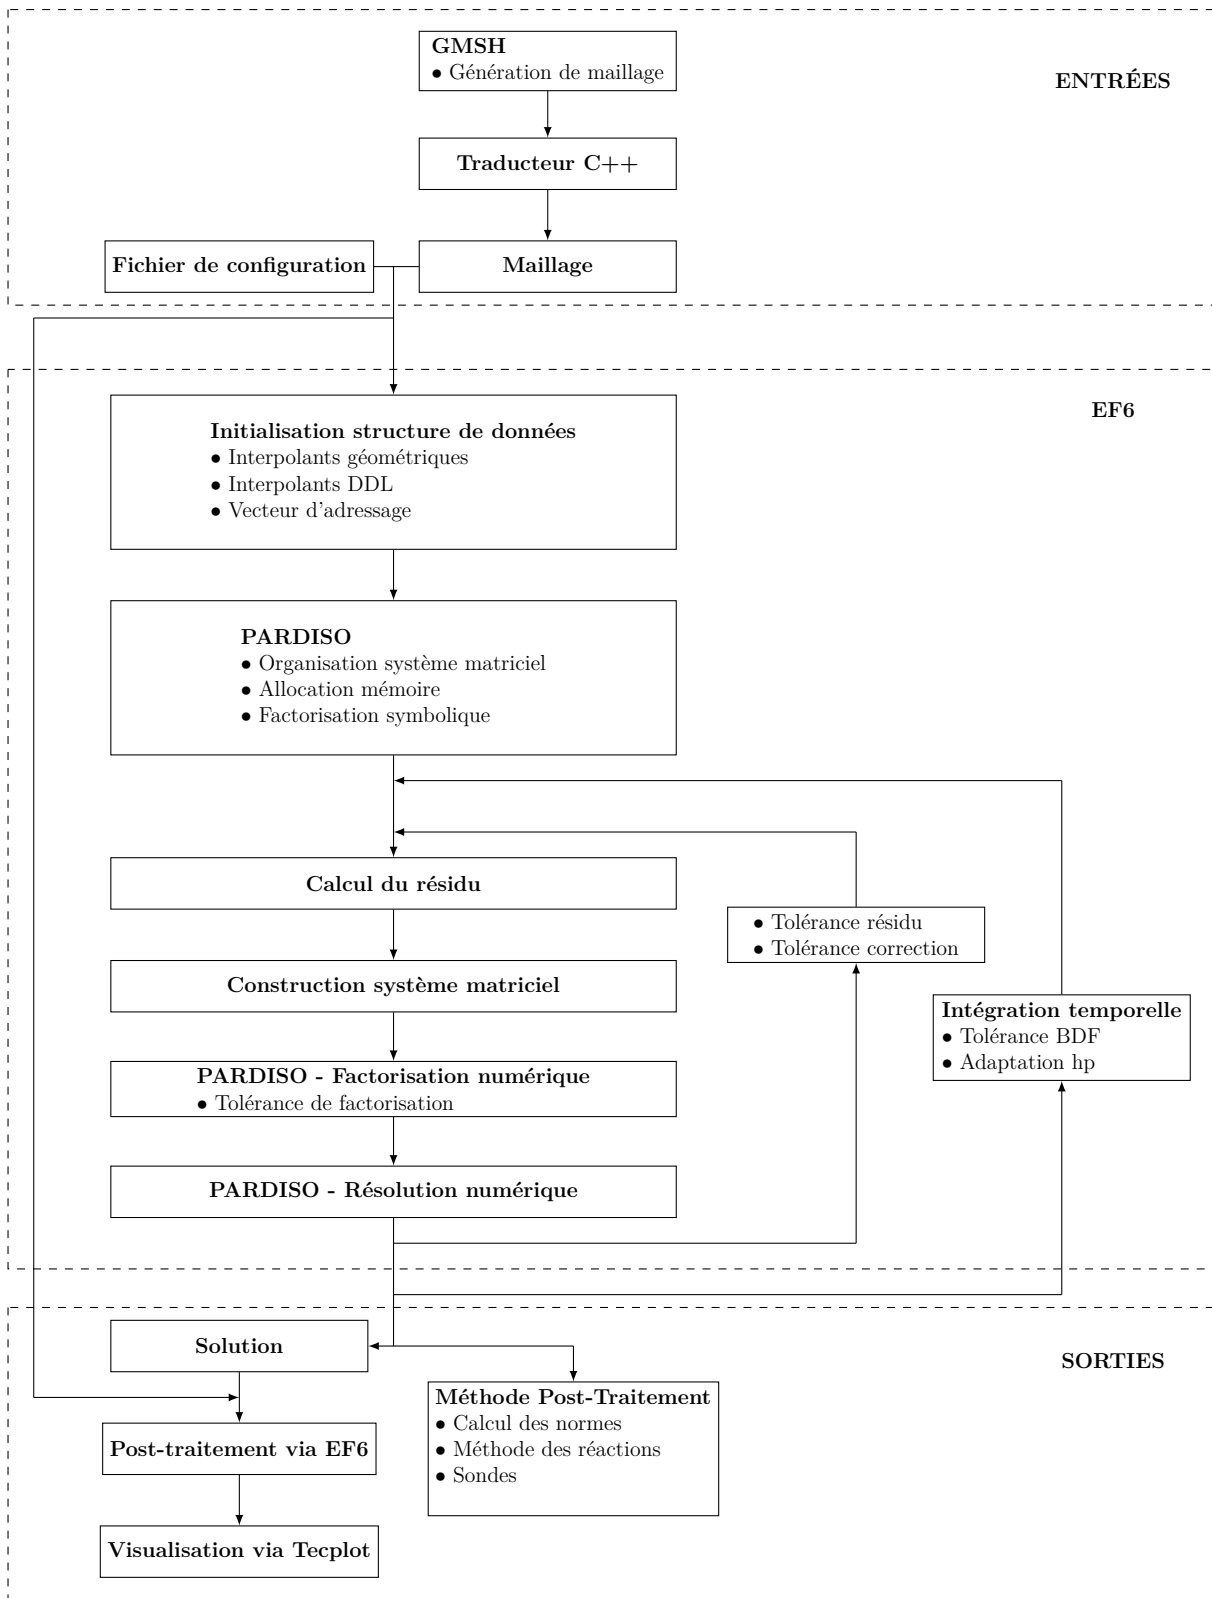 GMSH
• Génération de maillage
ENTRÉES
Traducteur C++
Fichier de configuration
Maillage
EF6
Initialisation structure de données
• Interpolants géométriques
• Interpolants DDL
• Vecteur d'adressage
PARDISO
• Organisation système matriciel
• Allocation mémoire
• Factorisation symbolique
Calcul du résidu
• Tolérance résidu
• Tolérance correction
Construction système matriciel
Intégration temporelle
• Tolérance BDF
• Adaptation hp
PARDISO - Factorisation numérique
• Tolérance de factorisation
PARDISO - Résolution numérique
Solution
SORTIES
Méthode Post-Traitement
• Calcul des normes
• Méthode des réactions
• Sondes
Post-traitement via EF6
Visualisation via Tecplot